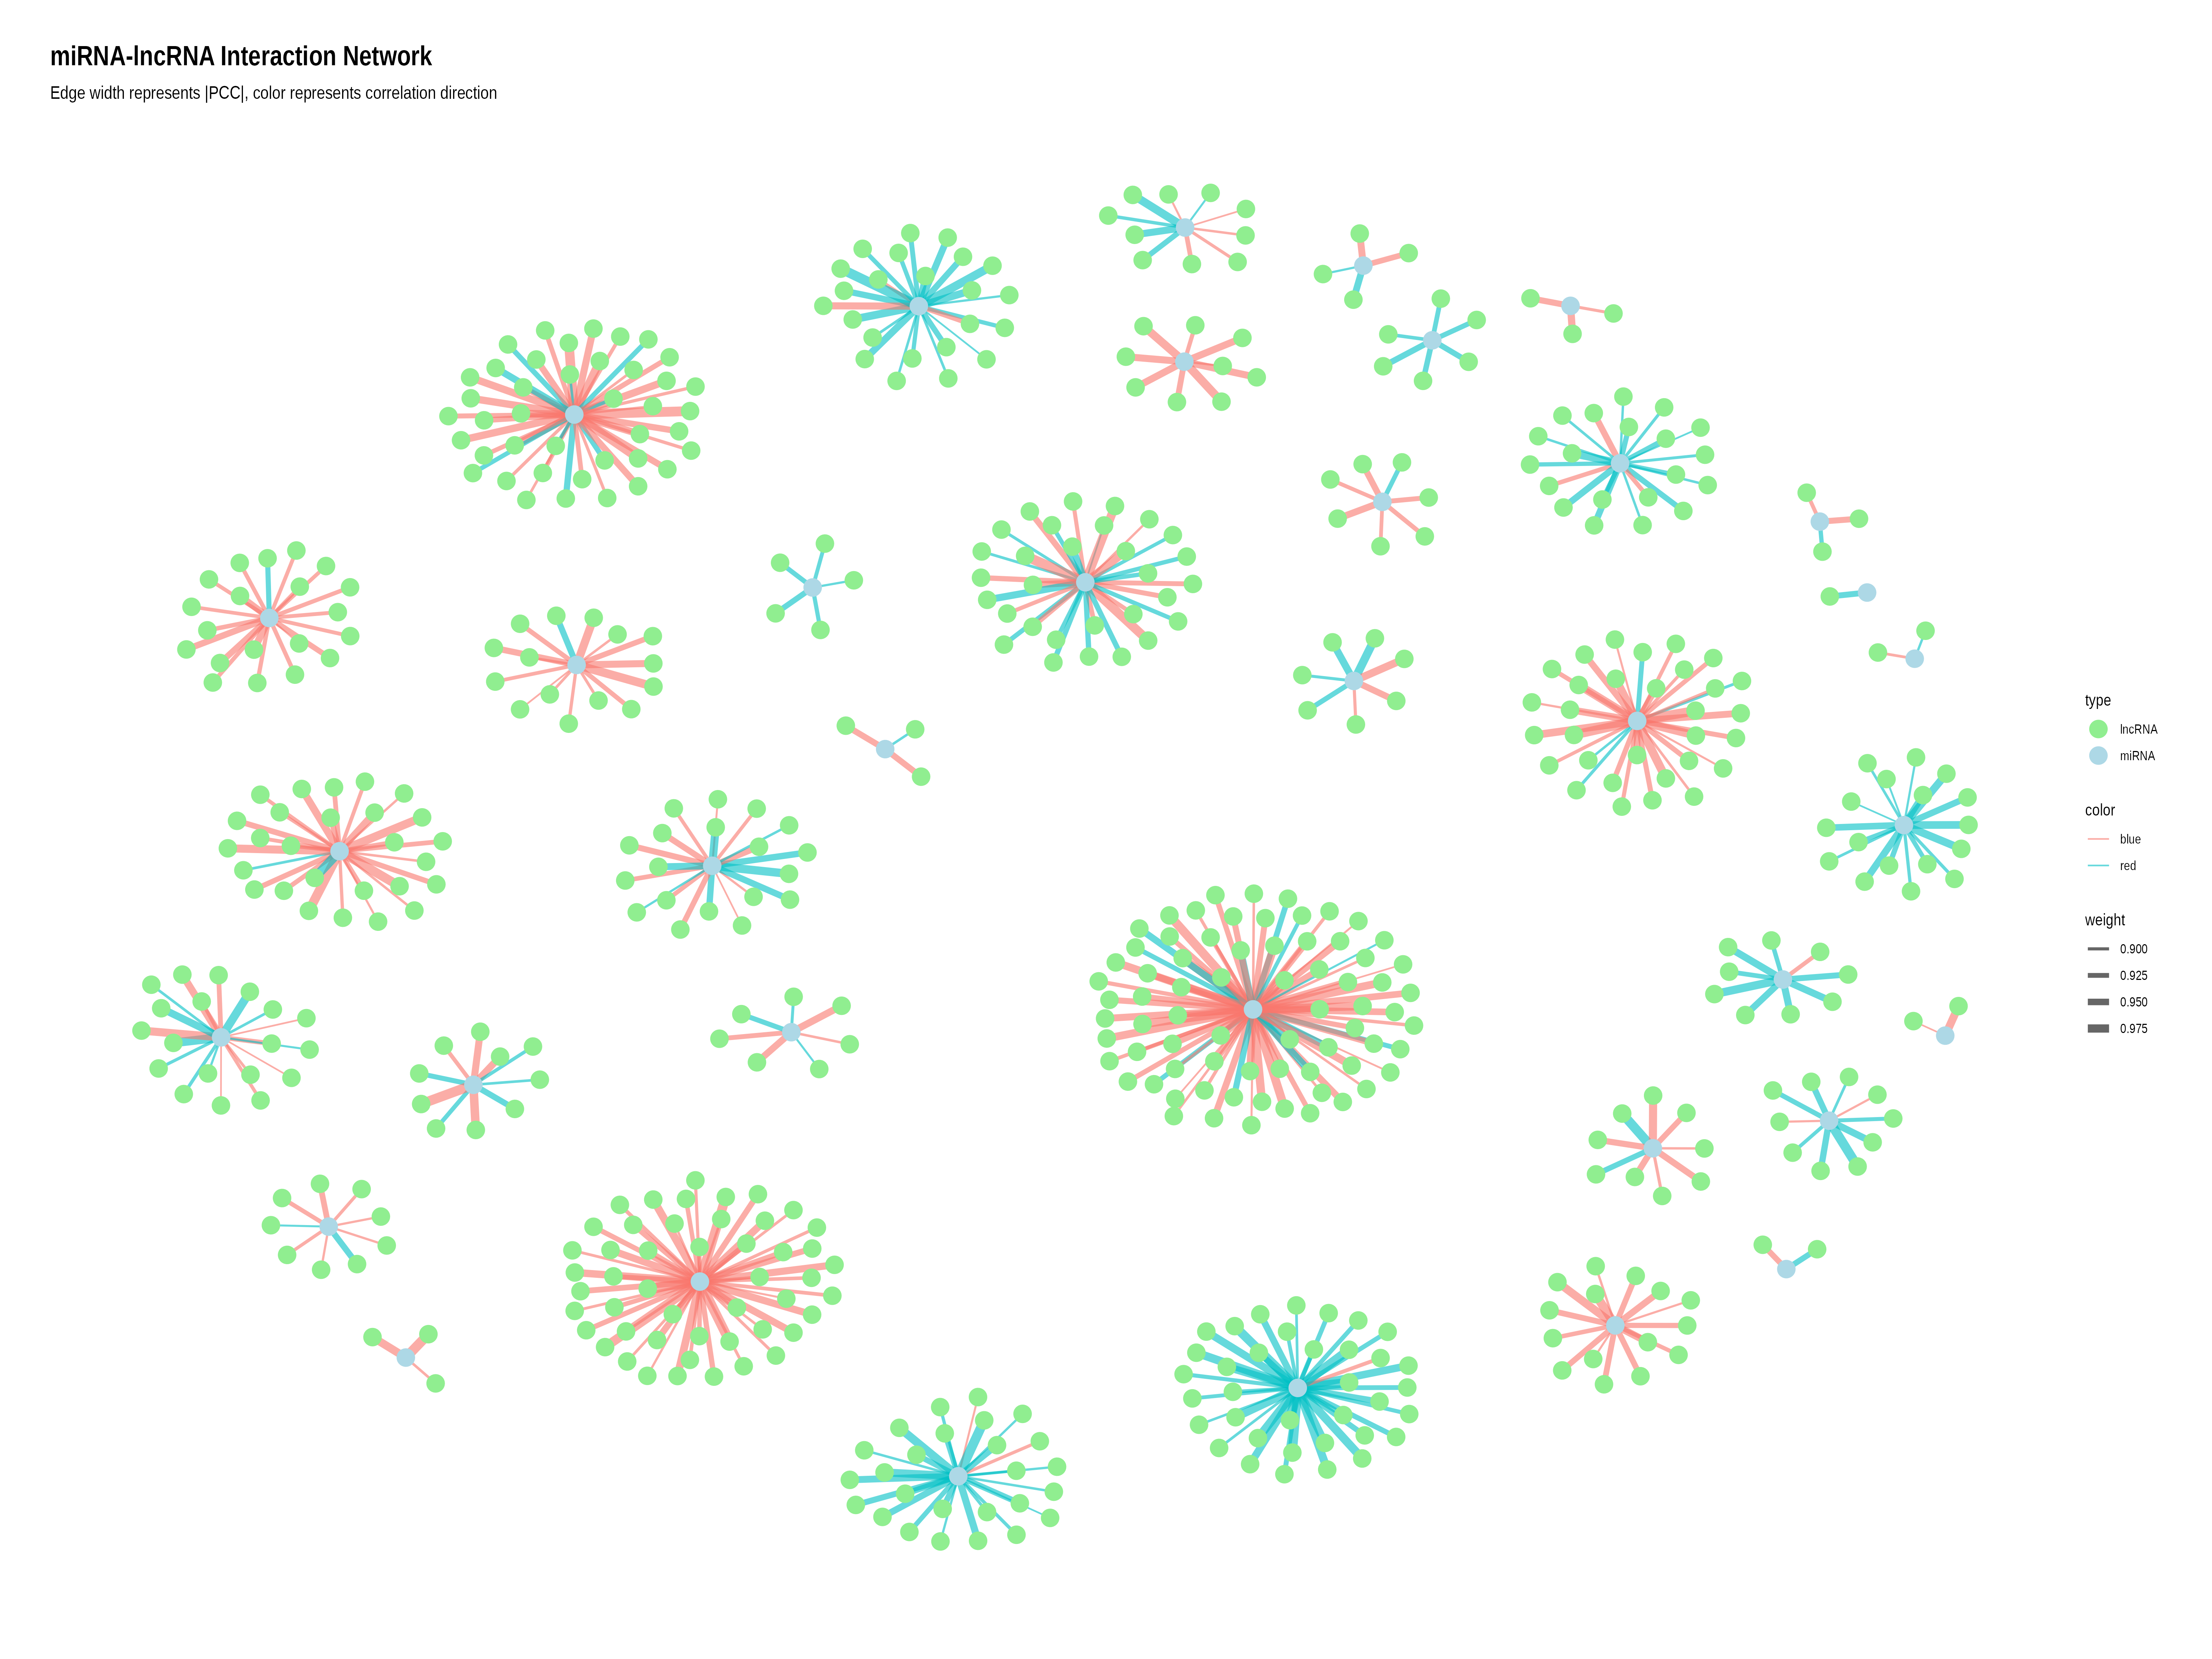 miRNA-lncRNA Interaction Network
Edge width represents |PCC|, color represents correlation direction
type
lncRNA
miRNA
color
blue
red
weight
0.900
0.925
0.950
0.975